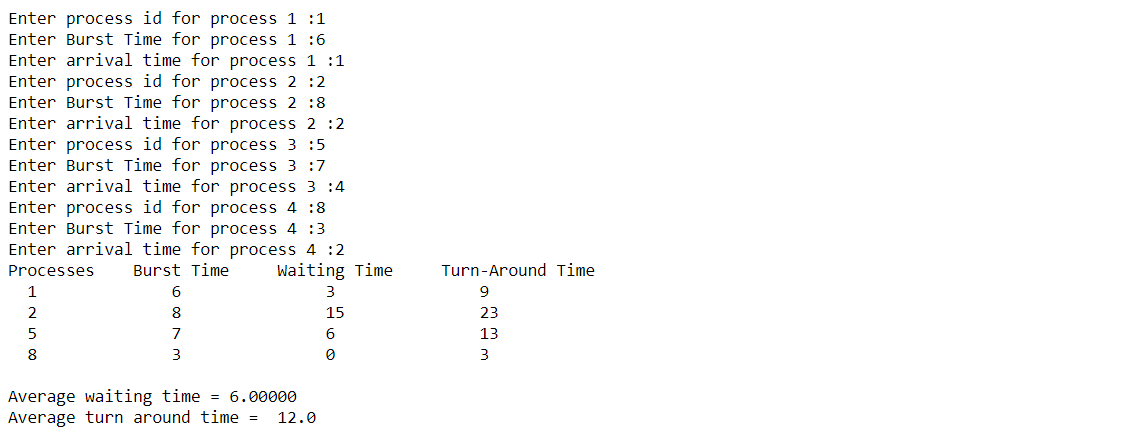 Enter process id for process 1 :1
Enter Burst Time for process 1 :6
Enter arrival time for process 1 :1
Enter process id for process 2 :2
Enter Burst Time for process 2 :8
Enter arrival time for process 2 :2
Enter process id for process 3 :5
Enter Burst Time for process 3 :7
Enter arrival time for process 3 :4
Enter process id for process 4 :8
Enter Burst Time for process 4 :3
Enter arrival time for process 4 :2
Processes    Burst Time     Waiting Time     Turn-Around Time
  1              6               3               9
  2              8               15              23
  5              7               6               13
  8              3               0               3
Average waiting time = 6.00000
Average turn around time =  12.0